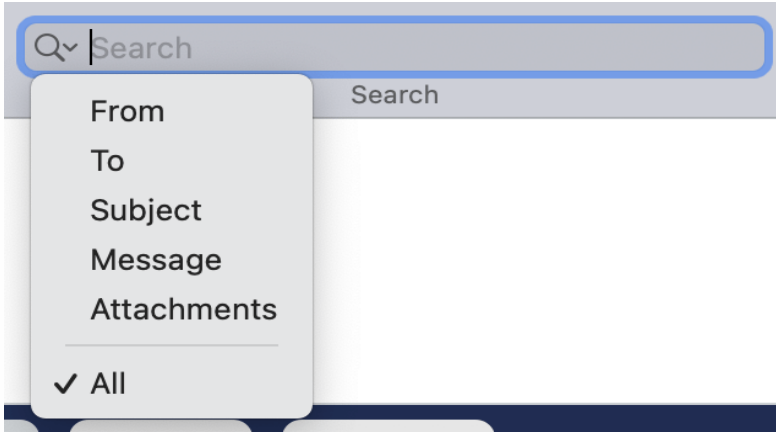 Search
Search
From
To
Subject
Message
Attachments
All